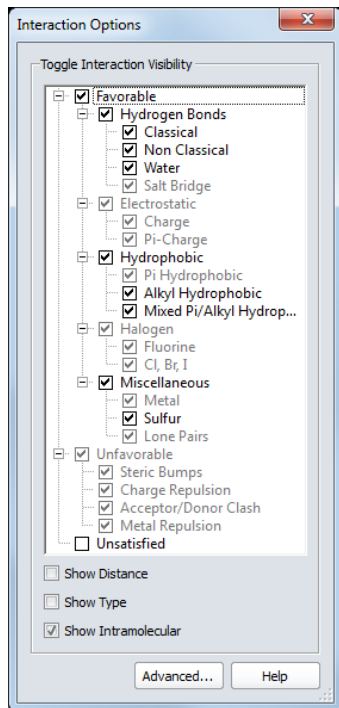 Interaction Options
Toggle Interaction Visibility
Favorable
Hydrogen Bonds
Classical
Non Classical
Water
Salt Bridge
Electrostatic
Charge
Pi-Charge
Hydrophobic
Pi Hydrophobic
Alkyl Hydrophobic
Mixed Pi/Alkyl Hydrop...
Halogen
Fluorine
Cl, Br, I
Miscellaneous
Metal
Sulfur
Lone Pairs
Unfavorable
Steric Bumps
Charge Repulsion
Acceptor/Donor Clash
Metal Repulsion
Unsatisfied
Show Distance
Show Type
Show Intramolecular
Advanced... Help